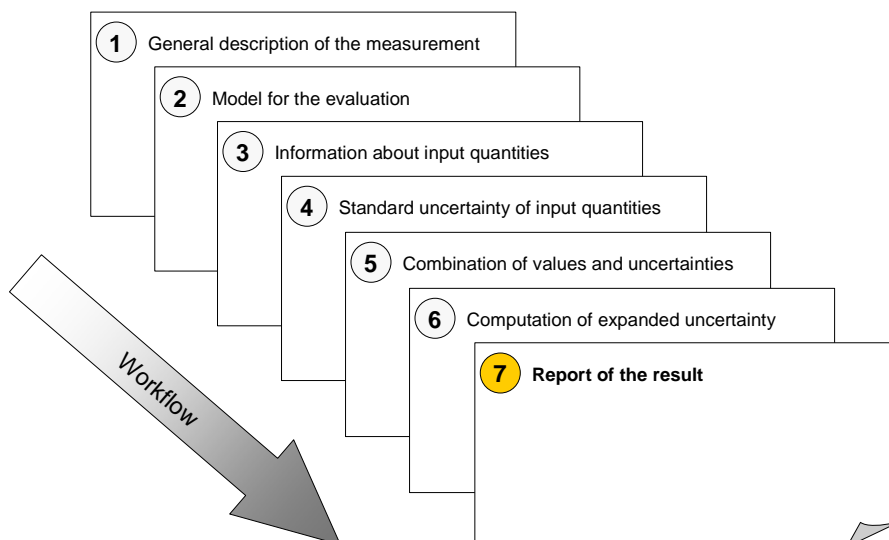 1 General description of the measurement
2 Model for the evaluation
3 Information about input quantities
4 Standard uncertainty of input quantities
5 Combination of values and uncertainties
6 Computation of expanded uncertainty
7 Report of the result
Workflow